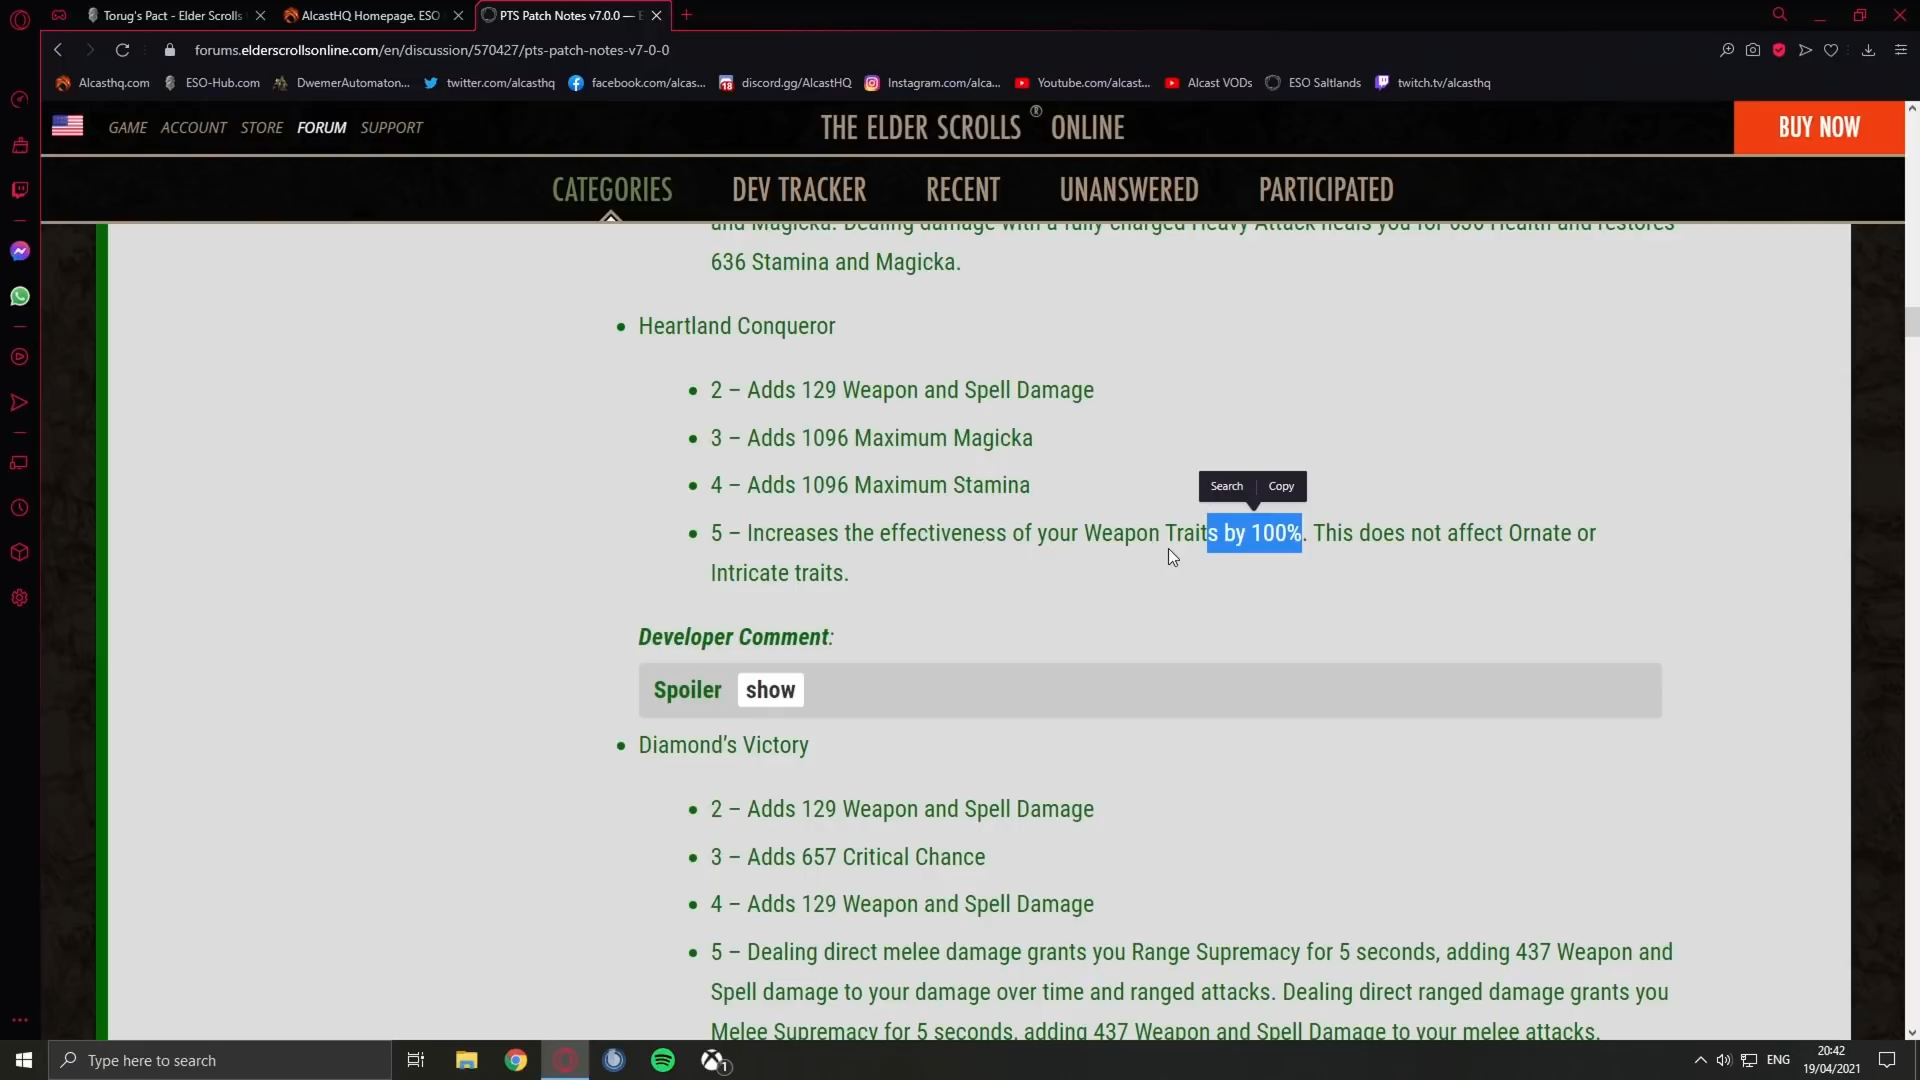 Torug's Pact - Elder Scrolls
AlcastHQ Homepage. ESO
PTS Patch Notes v7.0.0 — E
forums.elderscrollsonline.com/en/discussion/570427/pts-patch-notes-v7-0-0
Alcasthq.com
ESO-Hub.com
DwemerAutomaton...
twitter.com/alcasthq
facebook.com/alcas...
18
discord.gg/AlcastHQ
Instagram.com/alca...
Youtube.com/alcast...
Alcast VODs
ESO Saltlands
twitch.tv/alcasthq
GAME ACCOUNT STORE FORUM SUPPORT
THE ELDER SCROLLS ® ONLINE
BUY NOW
CATEGORIES DEV TRACKER RECENT UNANSWERED PARTICIPATED
and Magicka. Dealing damage with a fully charged Heavy Attack heals you for 636 Health and restores
636 Stamina and Magicka.
• Heartland Conqueror
• 2 – Adds 129 Weapon and Spell Damage
• 3 – Adds 1096 Maximum Magicka
• 4 – Adds 1096 Maximum Stamina
Search Copy
• 5 – Increases the effectiveness of your Weapon Traits by 100%. This does not affect Ornate or
Intricate traits.
Developer Comment:
Spoiler show
• Diamond’s Victory
• 2 – Adds 129 Weapon and Spell Damage
• 3 – Adds 657 Critical Chance
• 4 – Adds 129 Weapon and Spell Damage
• 5 – Dealing direct melee damage grants you Range Supremacy for 5 seconds, adding 437 Weapon and
Spell damage to your damage over time and ranged attacks. Dealing direct ranged damage grants you
Melee Supremacy for 5 seconds, adding 437 Weapon and Spell Damage to your melee attacks.
Type here to search
1
ENG
20:42
19/04/2021